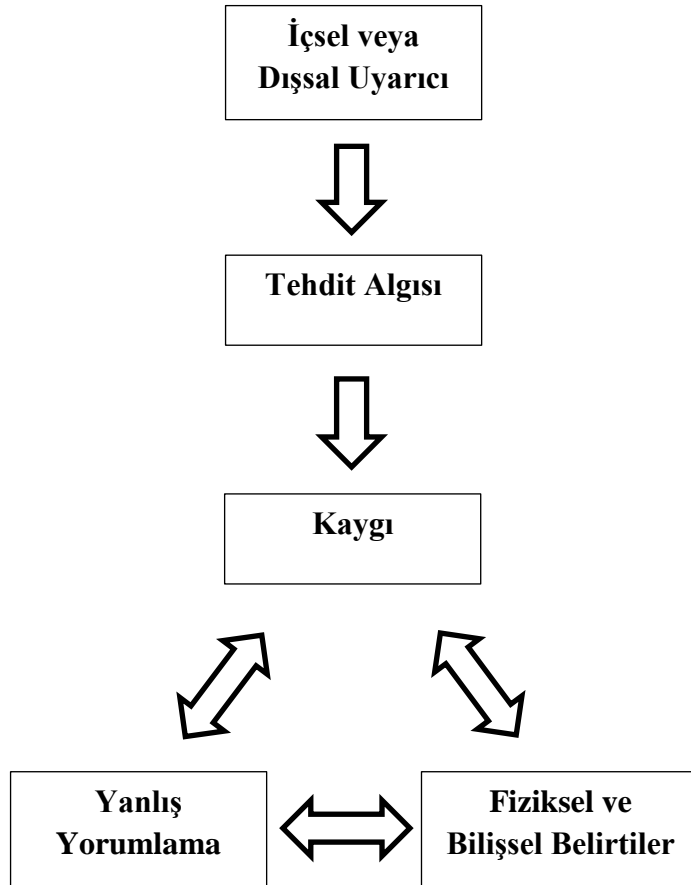 İçsel veya
Dışsal Uyarıcı
Tehdit Algısı
Kaygı
Yanlış
Yorumlama
Fiziksel ve
Bilişsel Belirtiler